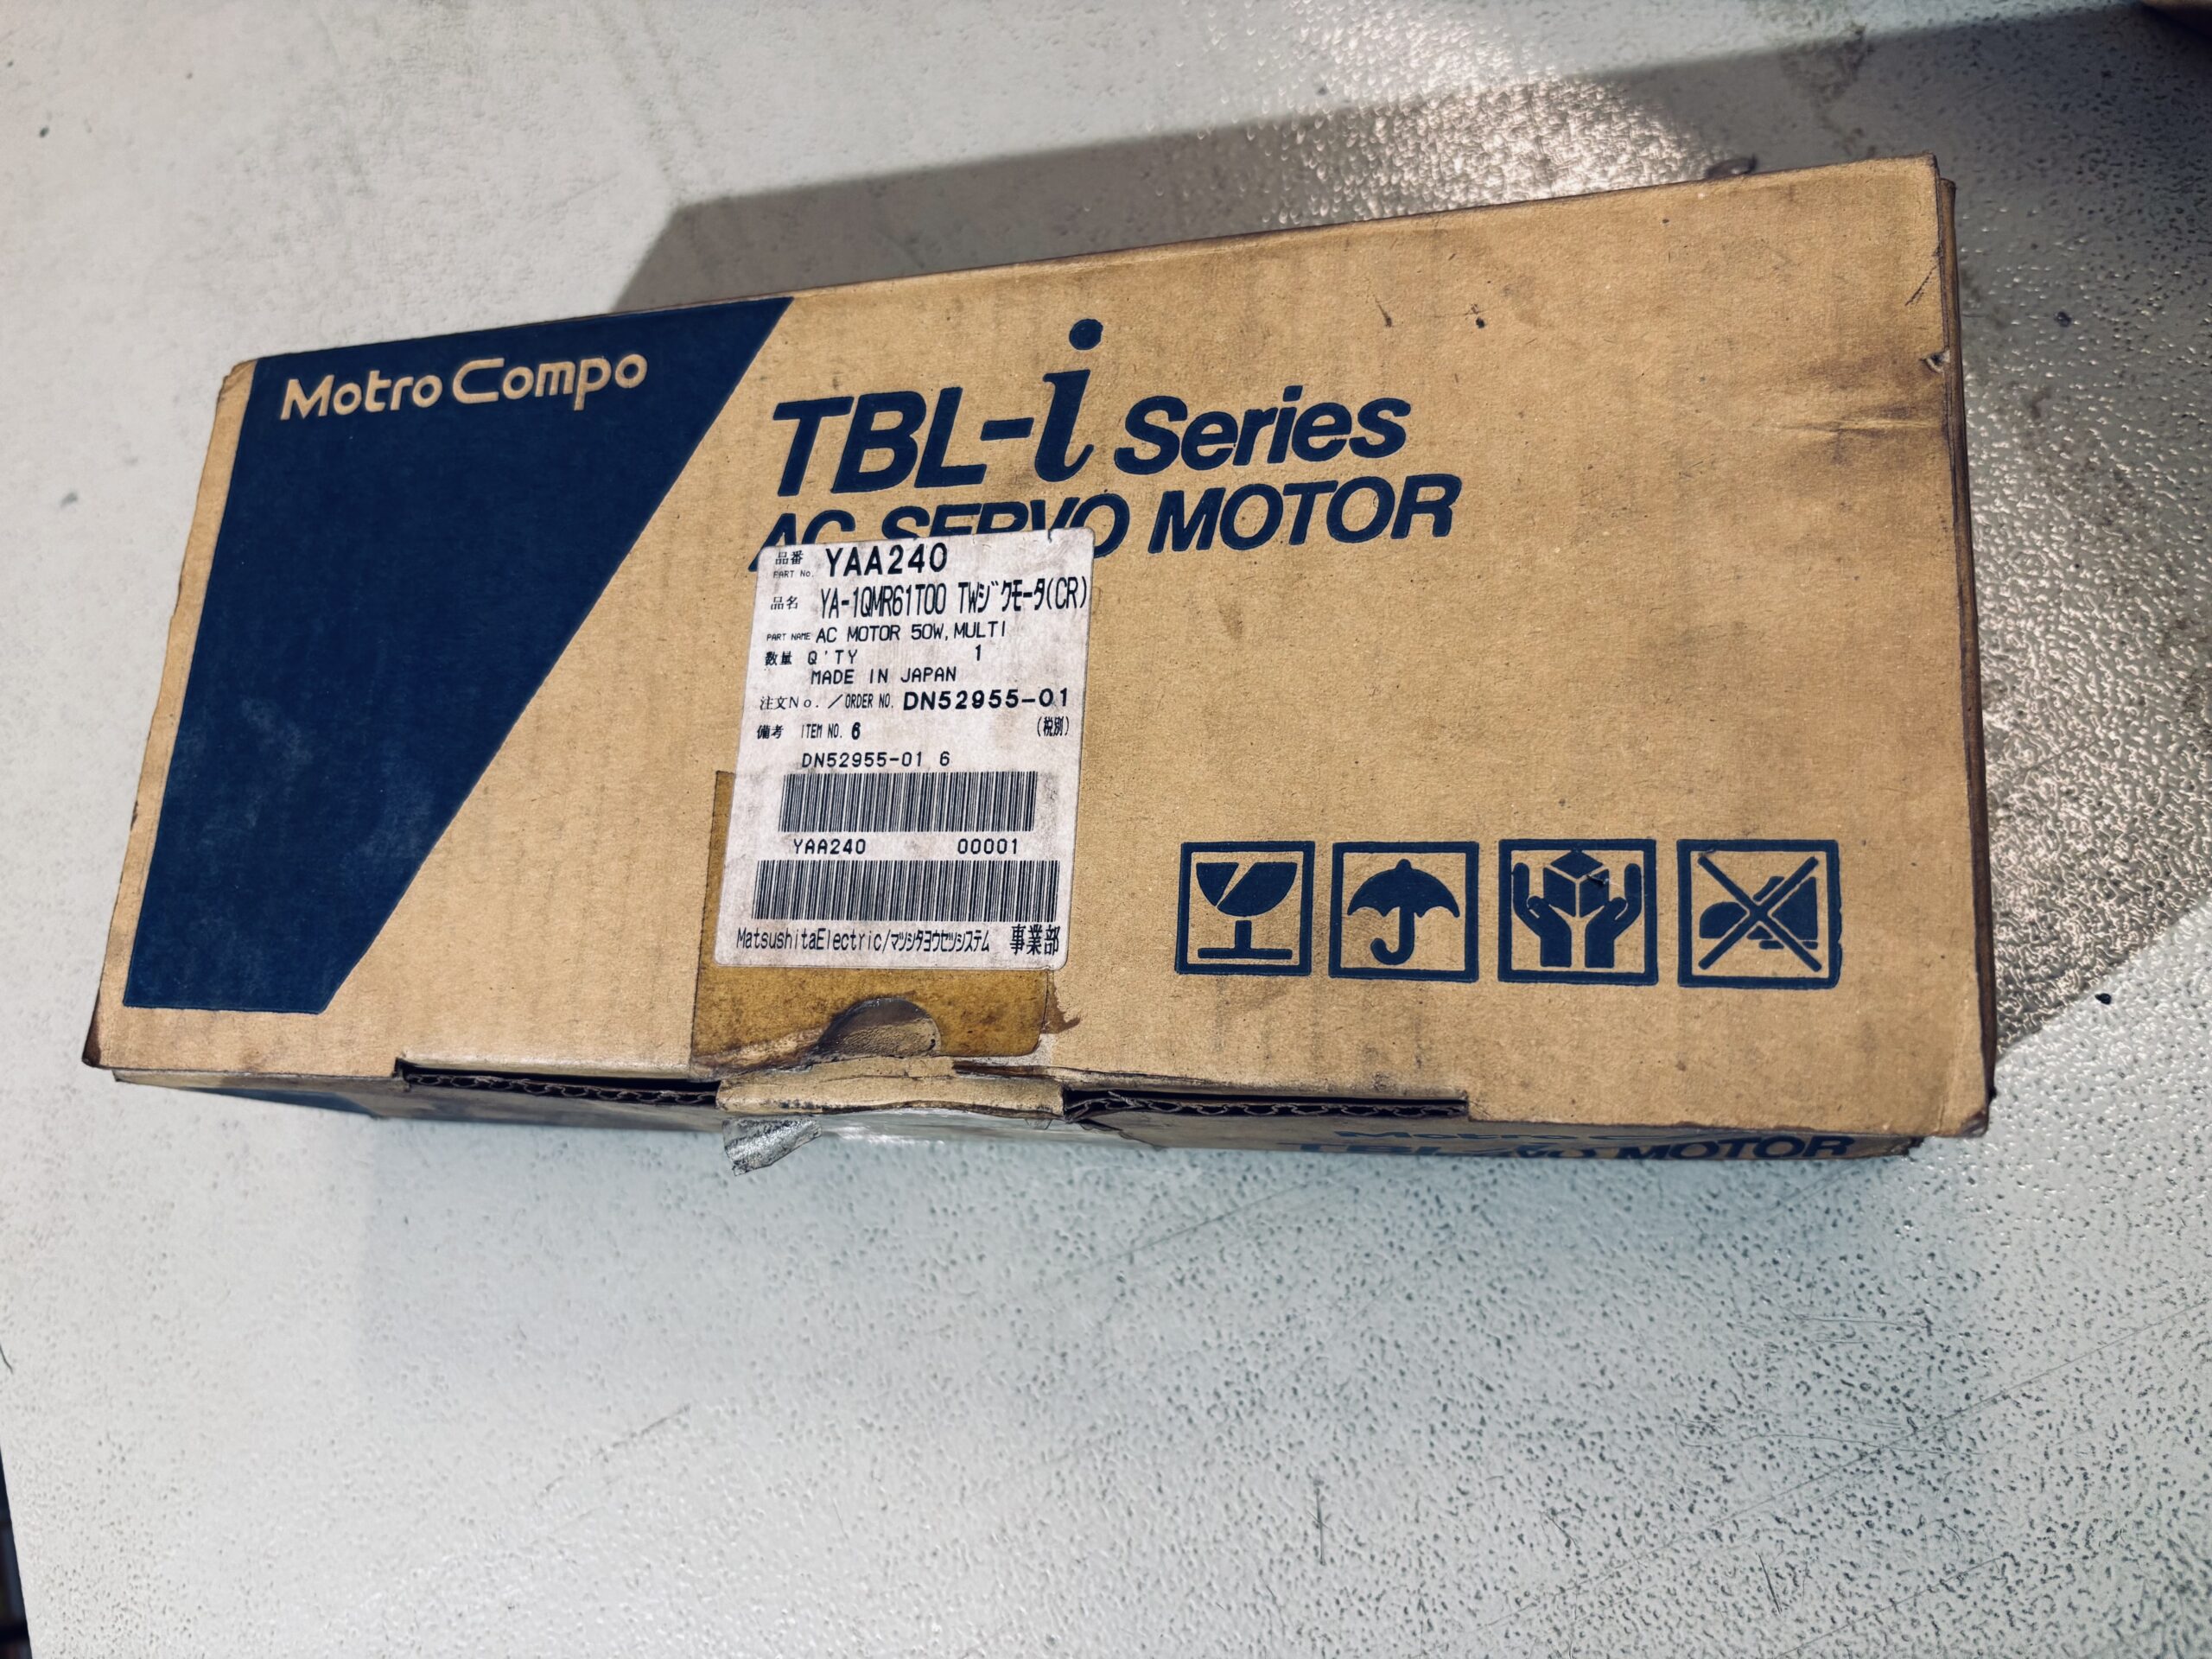 Motro Compo
TBL-i Series
AC SERVO MOTOR
品番 PART No. YAA240
品名 YA-1QMR61T00 TWジクモータ(CR)
PART NAME AC MOTOR 50W,MULTI
数量 Q'TY 1
MADE IN JAPAN
注文No./ORDER NO. DN52955-01
備考 ITEM NO. 6 (税別)
DN52955-01 6
YAA240 00001
MatsushitaElectric/マツシタヨウセツシステム 事業部
MOTOR